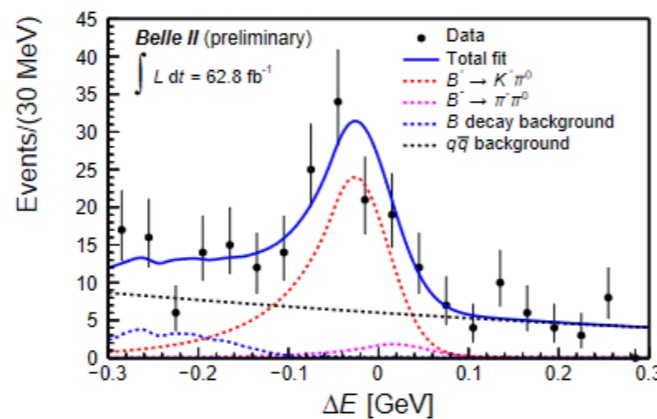 Belle II (preliminary)
∫ L dt = 62.8 fb⁻¹
Data
Total fit
B⁻ → K⁻π⁰
B⁻ → π⁻π⁰
B decay background
qq̅ background
Events/(30 MeV)
45
40
35
30
25
20
15
10
5
0
−0.3 −0.2 −0.1 0 0.1 0.2 0.3
ΔE [GeV]